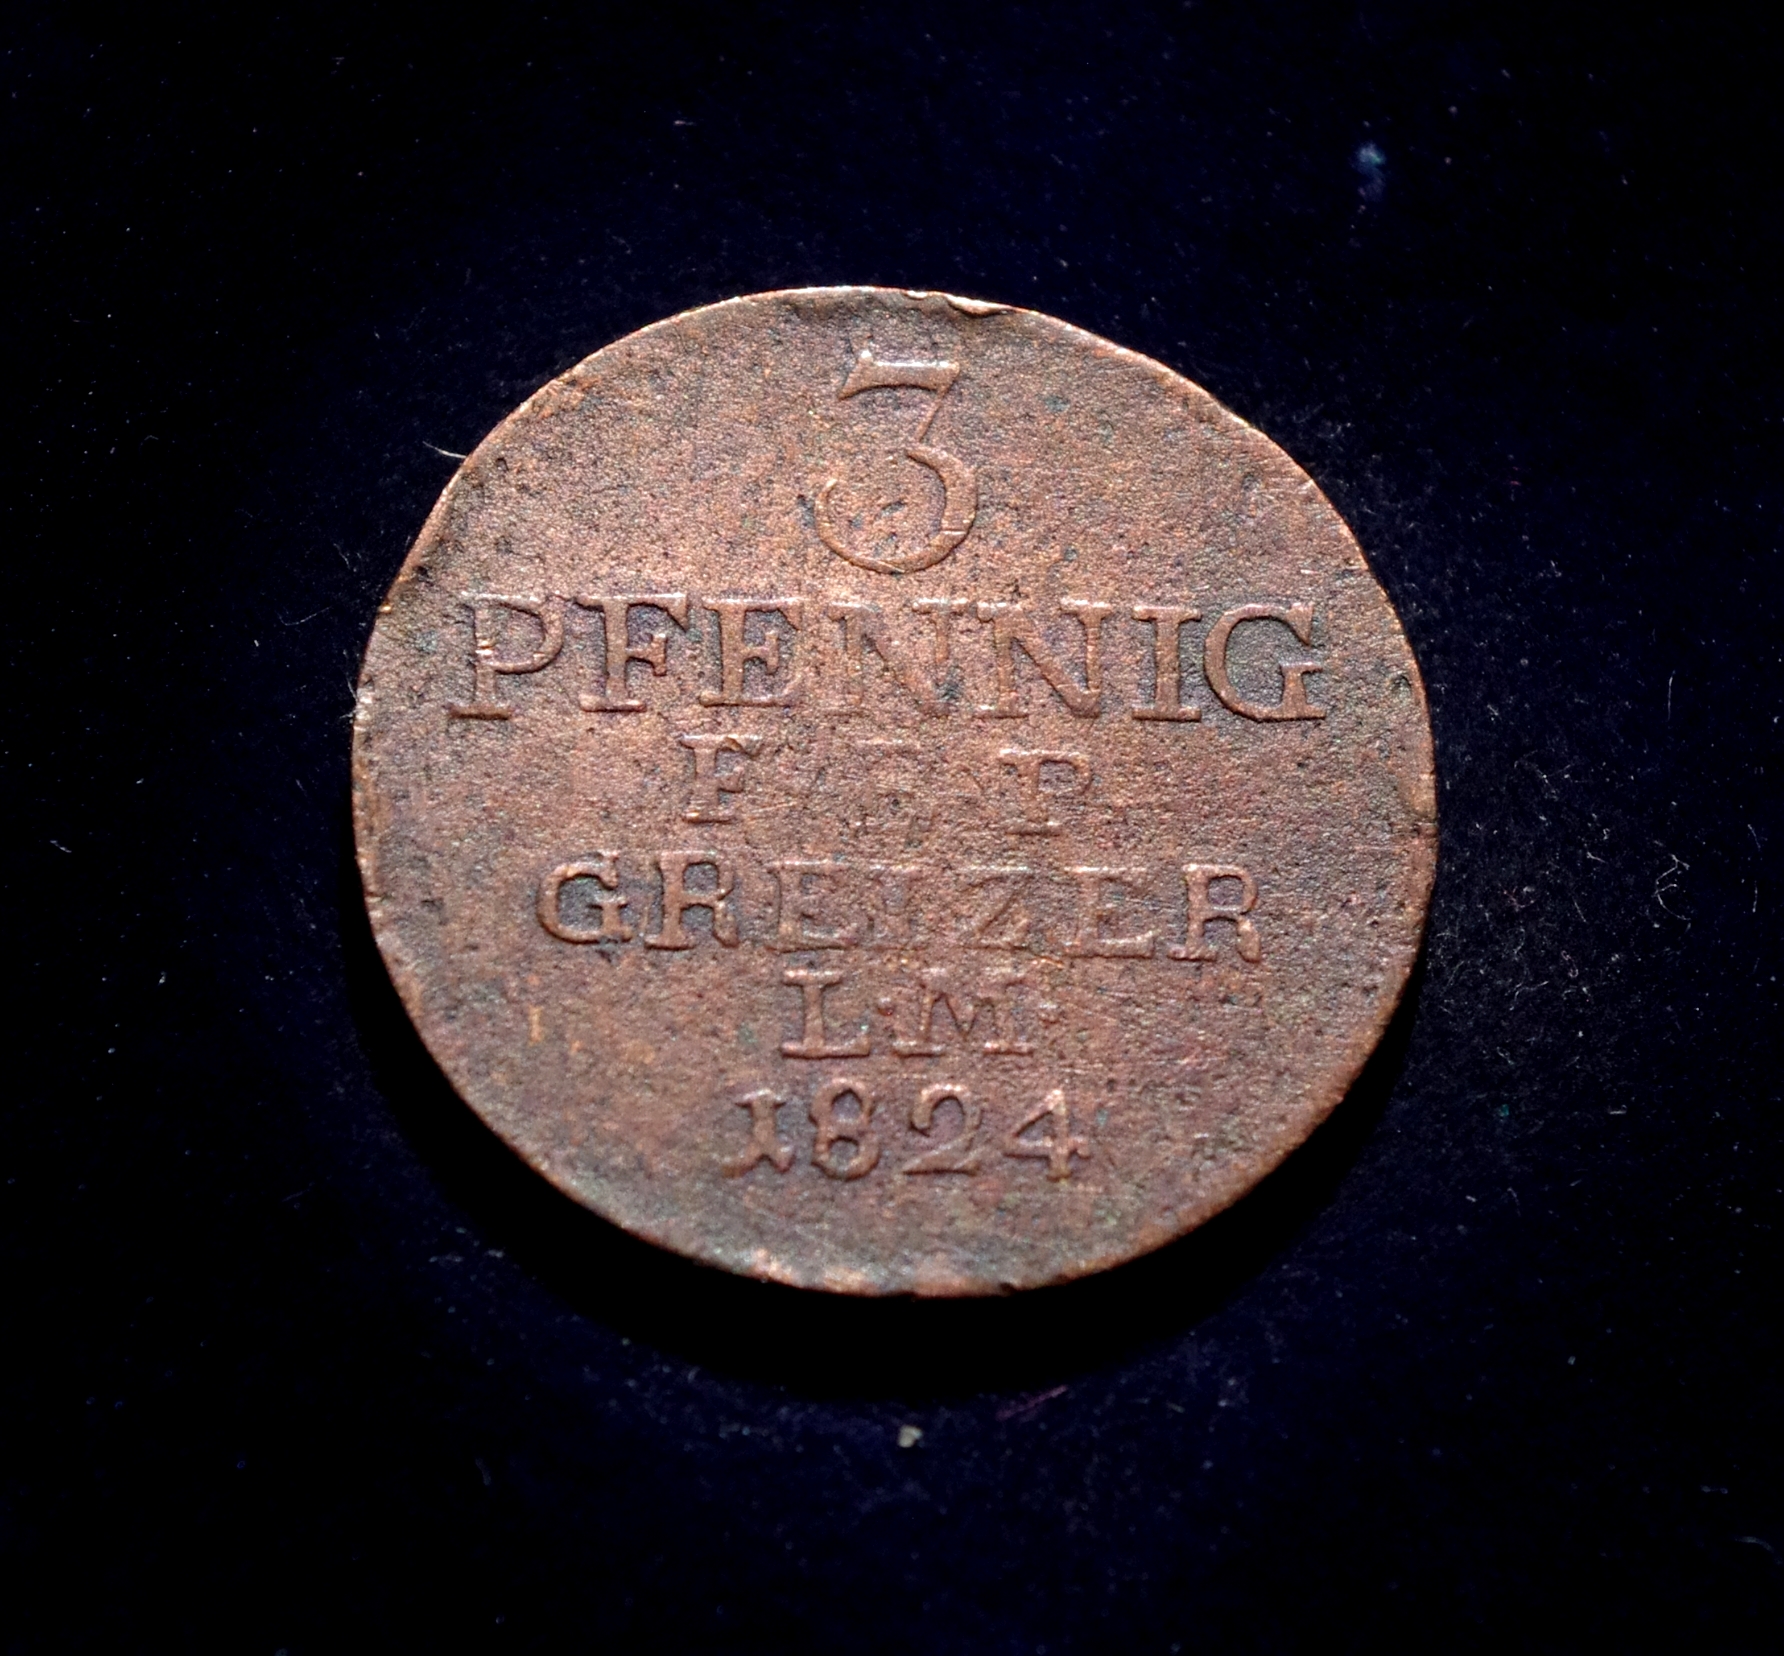 3
PFENNIG
F P
GREIZER
L·M·
1824